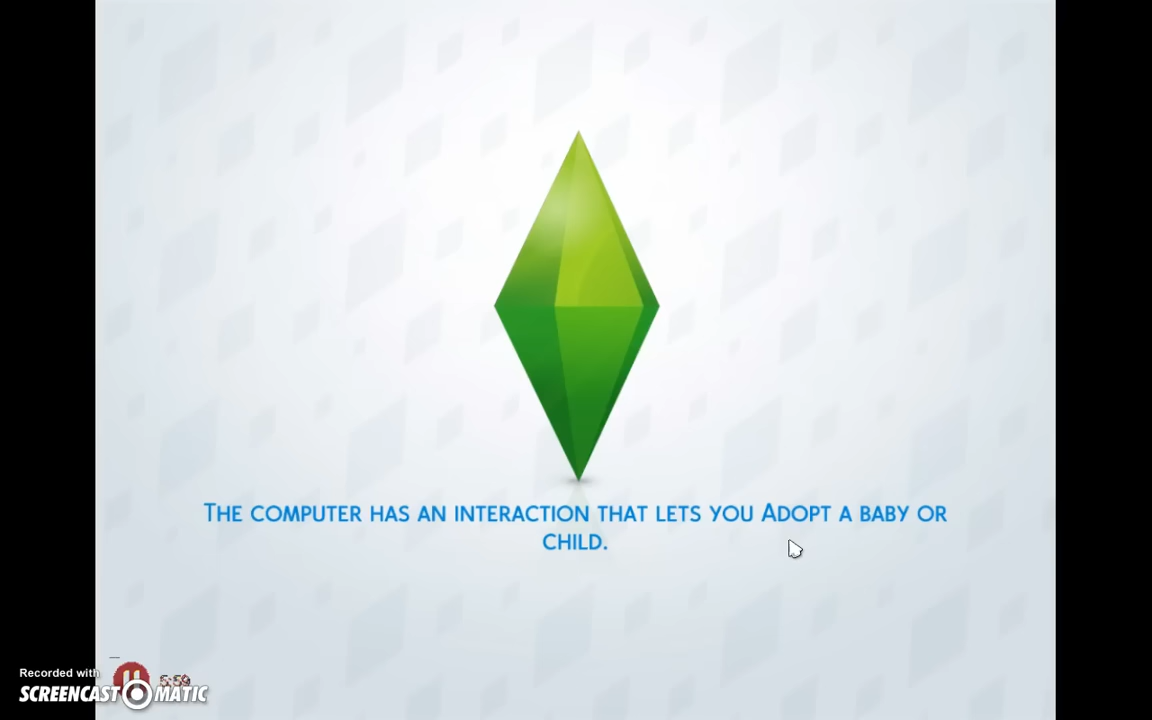 THE COMPUTER HAS AN INTERACTION THAT LETS YOU ADOPT A BABY OR
CHILD.
Recorded with
SCREENCAST-O-MATIC